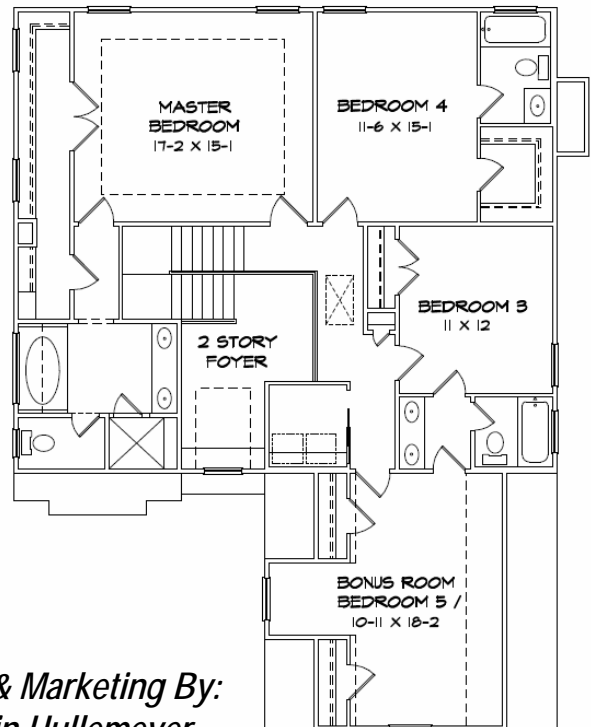 MASTER
BEDROOM
17-2 X 15-1
BEDROOM 4
11-6 X 15-1
BEDROOM 3
11 X 12
2 STORY
FOYER
BONUS ROOM
BEDROOM 5 /
10-11 X 18-2
& Marketing By:
Hullemeyer